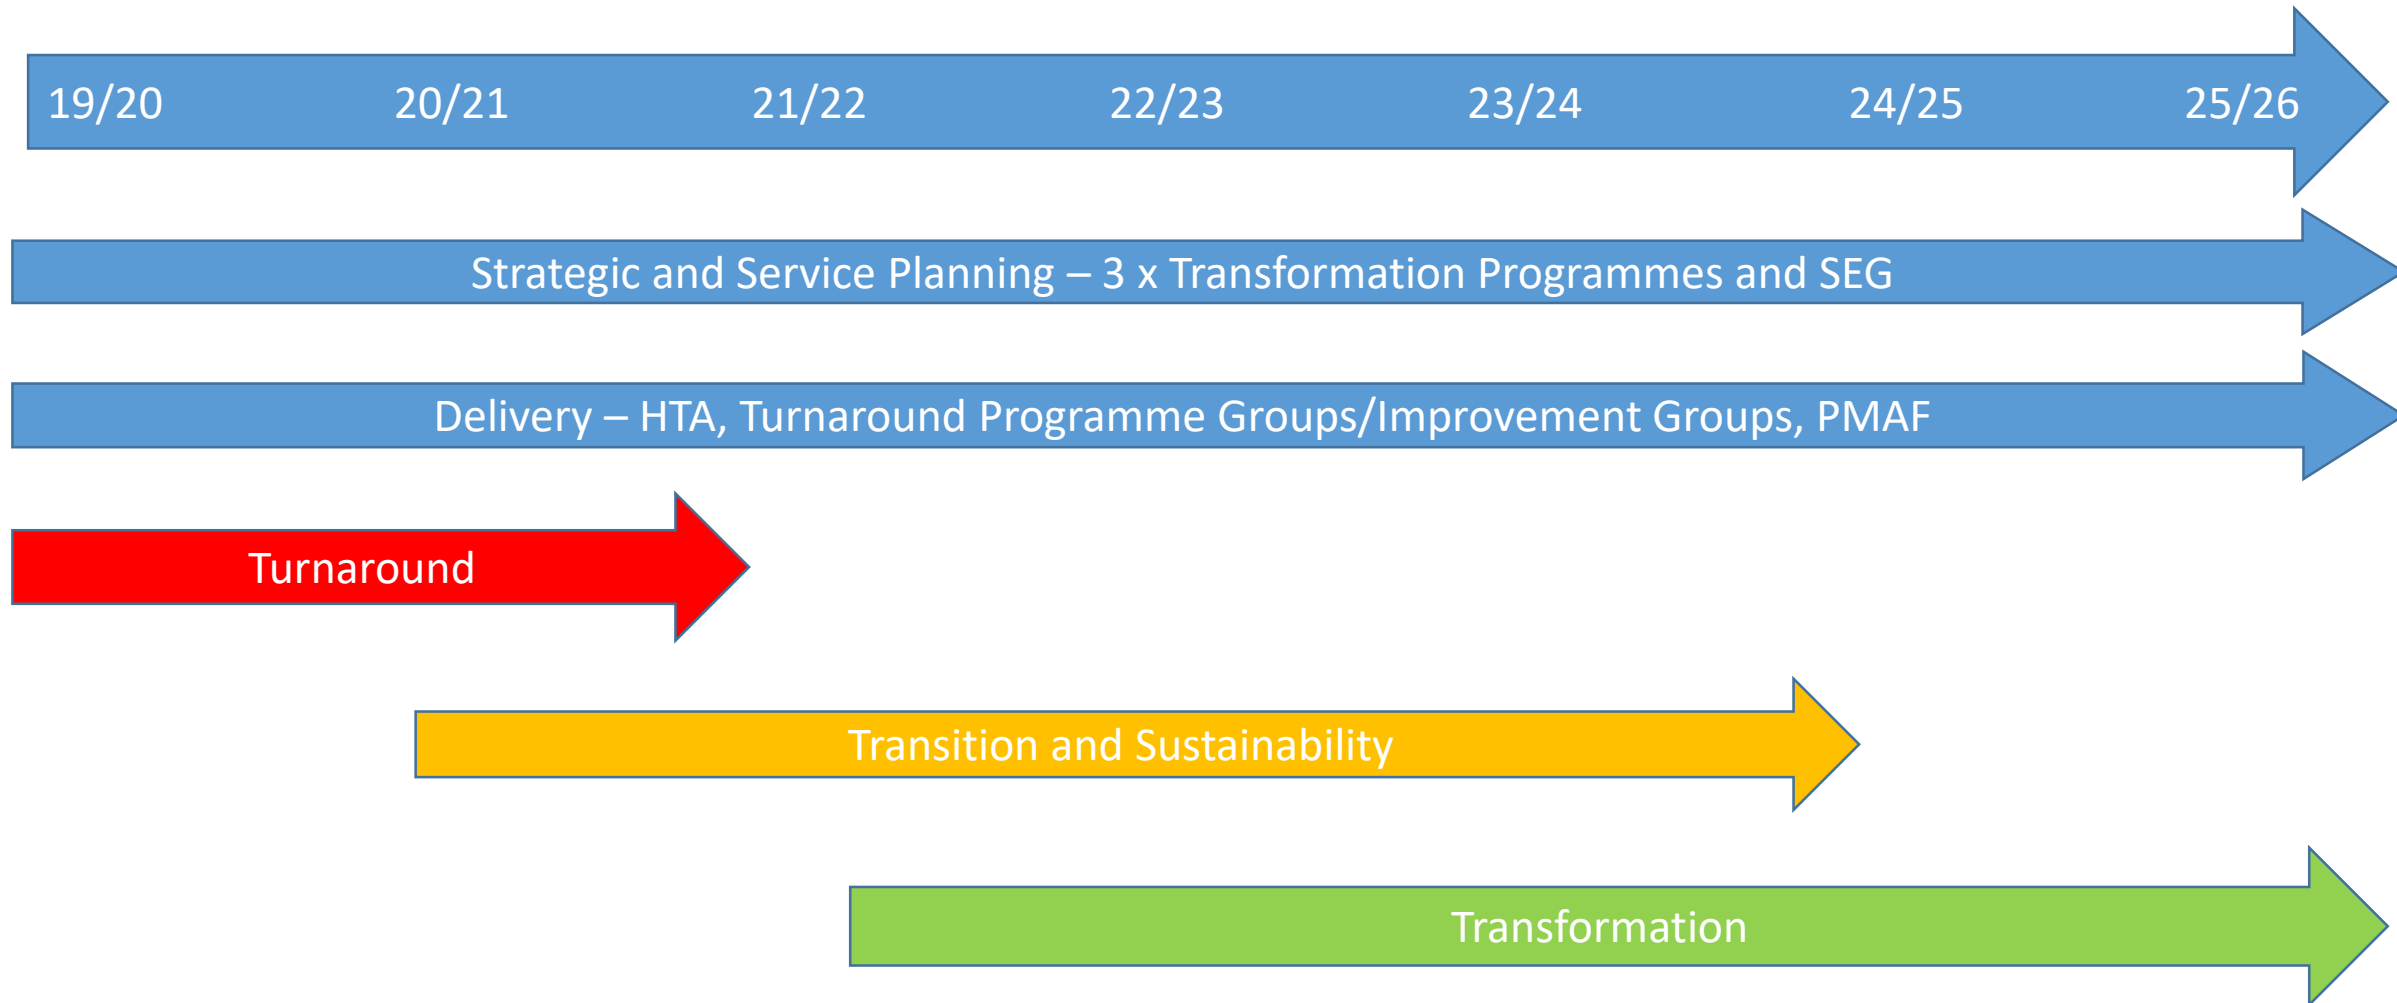 19/20 20/21 21/22 22/23 23/24 24/25 25/26
Strategic and Service Planning – 3 x Transformation Programmes and SEG
Delivery – HTA, Turnaround Programme Groups/Improvement Groups, PMAF
Turnaround
Transition and Sustainability
Transformation